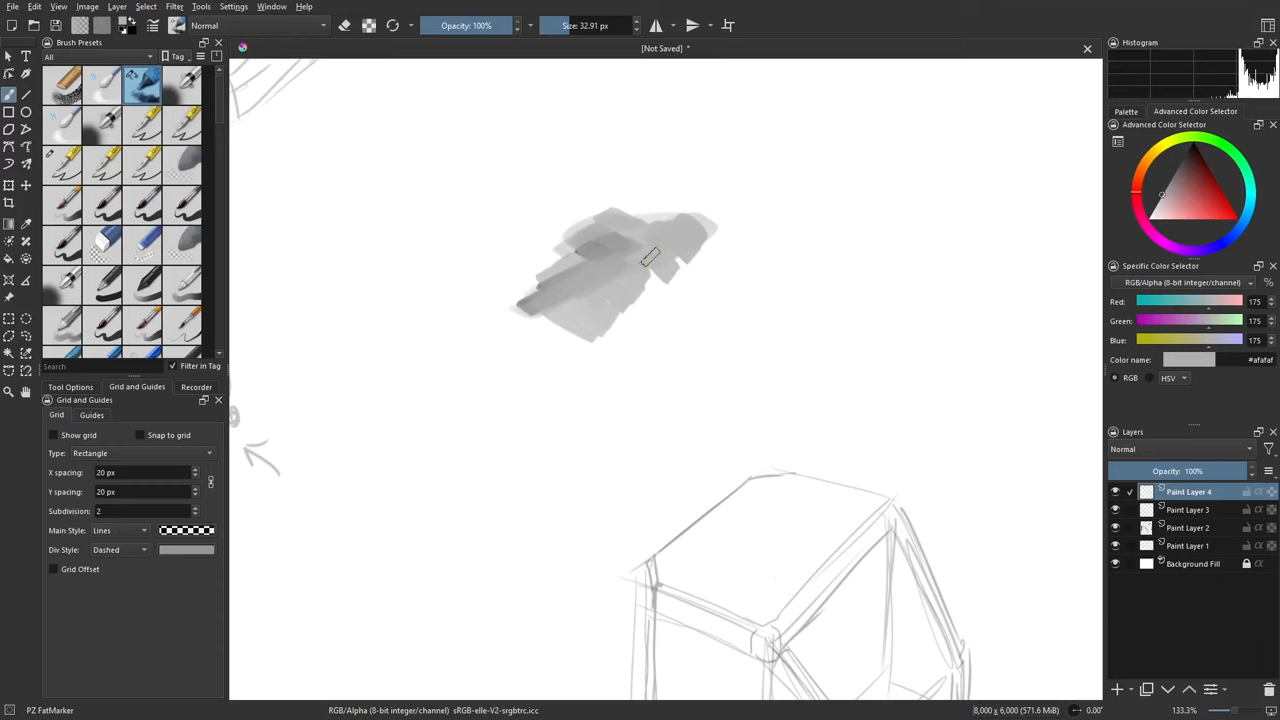 File Edit View Image Layer Select Filter Tools Settings Window Help
Normal Opacity: 100% Size: 32.91 px
Brush Presets
All Tag
Search Filter in Tag
Tool Options Grid and Guides Recorder
Grid and Guides
Grid Guides
Show grid Snap to grid
Type: Rectangle
X spacing: 20 px
Y spacing: 20 px
Subdivision: 2
Main Style: Lines
Div Style: Dashed
Grid Offset
[Not Saved] *
Histogram
Palette Advanced Color Selector
Advanced Color Selector
Specific Color Selector
RGB/Alpha (8-bit integer/channel) %
Red: 175
Green: 175
Blue: 175
Color name: #afafaf
RGB HSV
Layers
Normal
Opacity: 100%
Paint Layer 4
Paint Layer 3
Paint Layer 2
Paint Layer 1
Background Fill
PZ FatMarker RGB/Alpha (8-bit integer/channel) sRGB-elle-V2-srgbtrc.icc 8,000 x 6,000 (571.6 MiB) 0.00° 133.3%